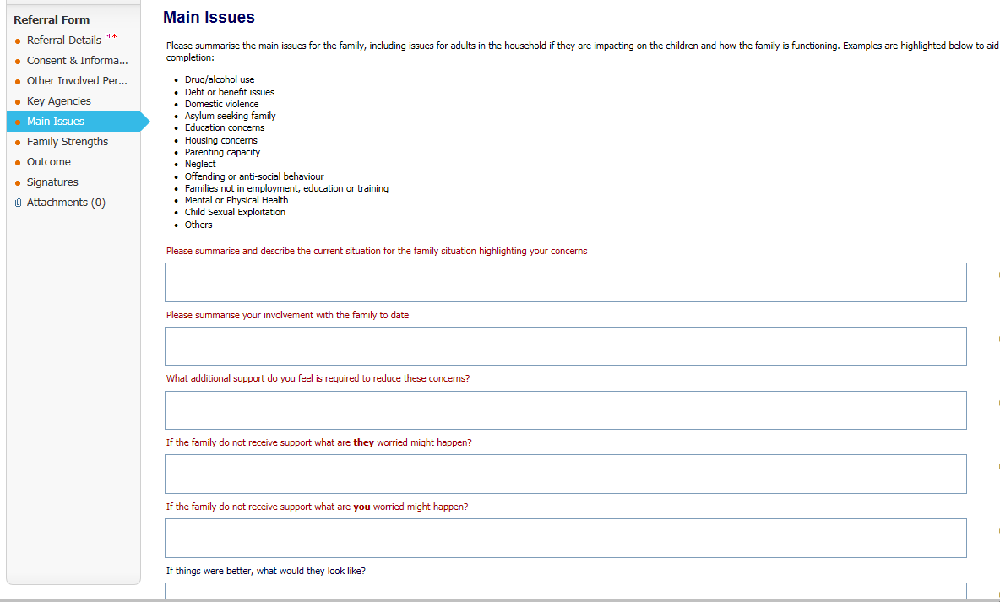 Referral Form
Referral Details M *
Consent & Informa...
Other Involved Per...
Key Agencies
Main Issues
Family Strengths
Outcome
Signatures
Attachments (0)
Main Issues
Please summarise the main issues for the family, including issues for adults in the household if they are impacting on the children and how the family is functioning. Examples are highlighted below to aid
completion:
• Drug/alcohol use
• Debt or benefit issues
• Domestic violence
• Asylum seeking family
• Education concerns
• Housing concerns
• Parenting capacity
• Neglect
• Offending or anti-social behaviour
• Families not in employment, education or training
• Mental or Physical Health
• Child Sexual Exploitation
• Others
Please summarise and describe the current situation for the family situation highlighting your concerns
Please summarise your involvement with the family to date
What additional support do you feel is required to reduce these concerns?
If the family do not receive support what are they worried might happen?
If the family do not receive support what are you worried might happen?
If things were better, what would they look like?